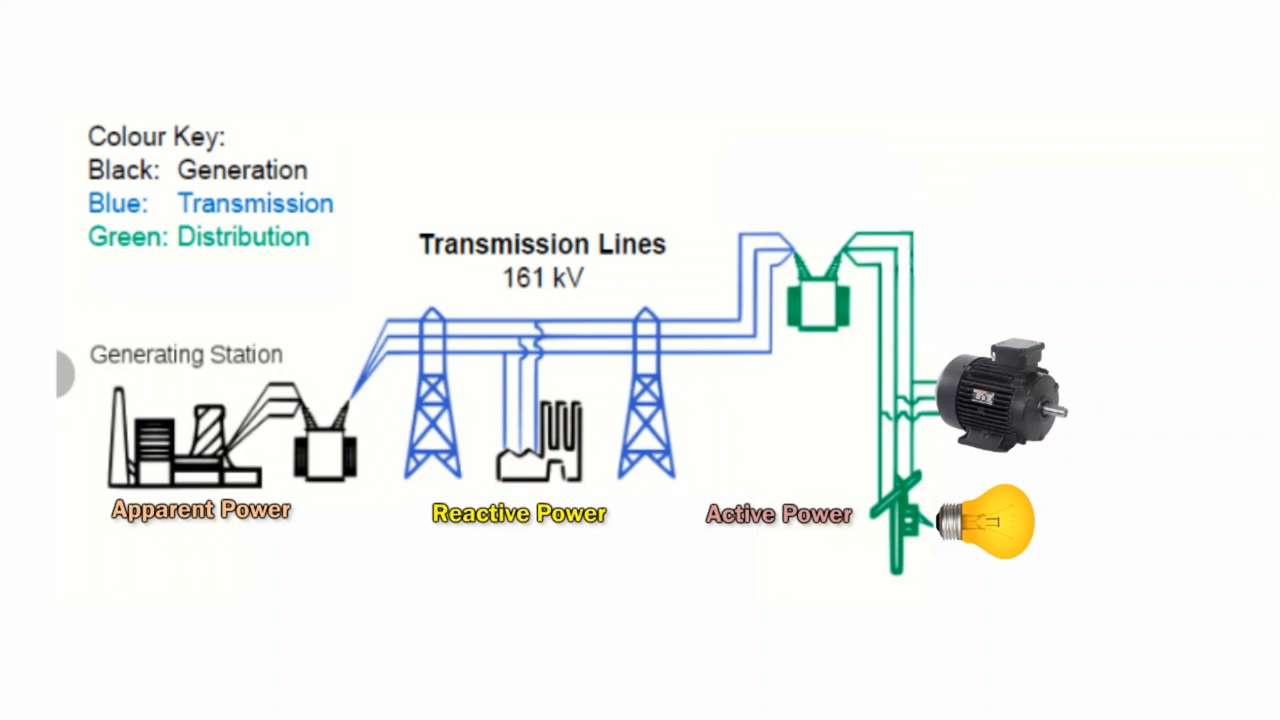 Colour Key:
Black: Generation
Blue: Transmission
Green: Distribution
Transmission Lines
161 kV
Generating Station
Apparent Power
Reactive Power
Active Power